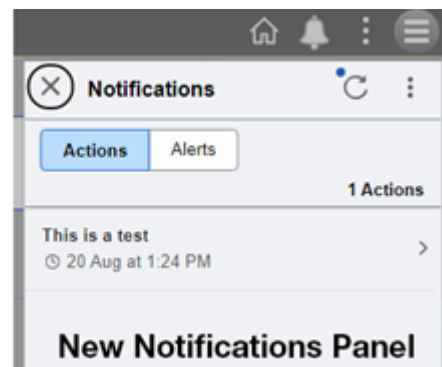 Notifications
Actions Alerts
1 Actions
This is a test
20 Aug at 1:24 PM
New Notifications Panel